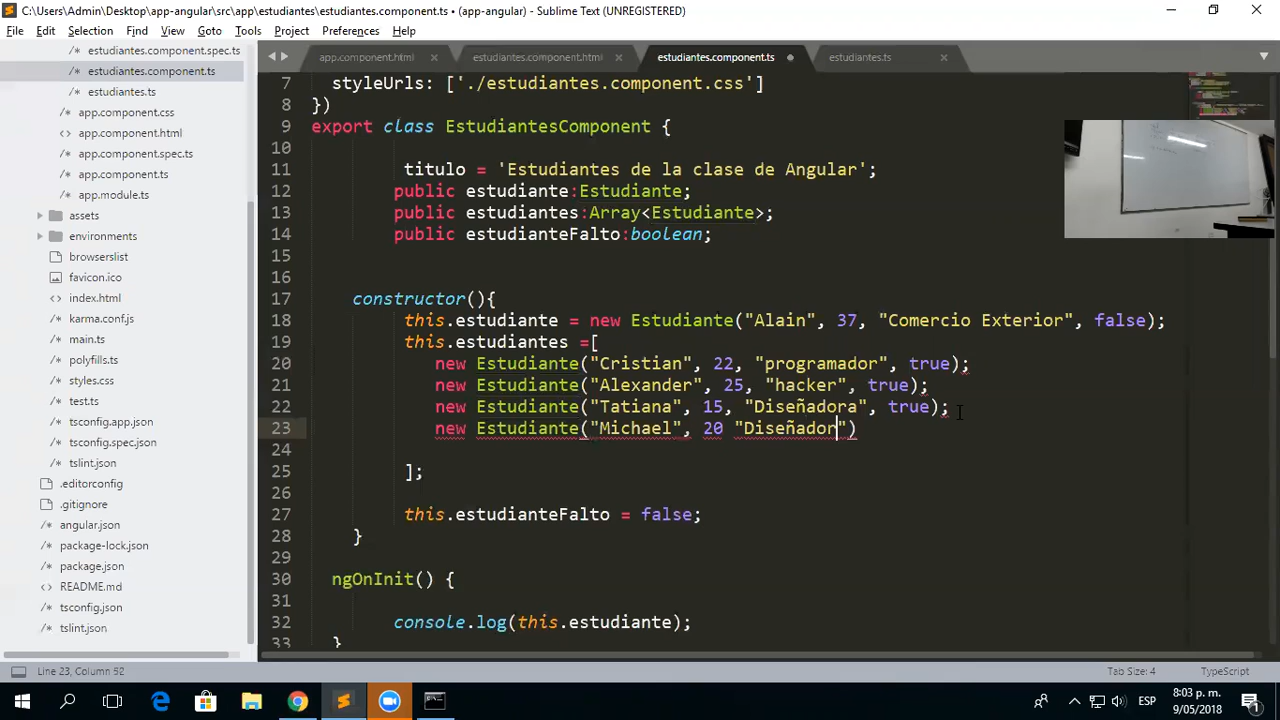 C:\Users\Admin\Desktop\app-angular\src\app\estudiantes\estudiantes.component.ts • (app-angular) - Sublime Text (UNREGISTERED)
File Edit Selection Find View Goto Tools Project Preferences Help
estudiantes.component.spec.ts
estudiantes.component.ts
estudiantes.ts
app.component.css
app.component.html
app.component.spec.ts
app.component.ts
app.module.ts
assets
environments
browserslist
favicon.ico
index.html
karma.conf.js
main.ts
polyfills.ts
styles.css
test.ts
tsconfig.app.json
tsconfig.spec.json
tslint.json
.editorconfig
.gitignore
angular.json
package-lock.json
package.json
README.md
tsconfig.json
tslint.json
app.component.html estudiantes.component.html estudiantes.component.ts estudiantes.ts
7 styleUrls: ['./estudiantes.component.css']
8 })
9 export class EstudiantesComponent {
10
11 titulo = 'Estudiantes de la clase de Angular';
12 public estudiante:Estudiante;
13 public estudiantes:Array<Estudiante>;
14 public estudianteFalto:boolean;
15
16
17 constructor(){
18 this.estudiante = new Estudiante("Alain", 37, "Comercio Exterior", false);
19 this.estudiantes =[
20 new Estudiante("Cristian", 22, "programador", true);
21 new Estudiante("Alexander", 25, "hacker", true);
22 new Estudiante("Tatiana", 15, "Diseñadora", true);
23 new Estudiante("Michael", 20 "Diseñador")
24
25 ];
26
27 this.estudianteFalto = false;
28 }
29
30 ngOnInit() {
31
32 console.log(this.estudiante);
33 }
Line 23, Column 52 Tab Size: 4 TypeScript
ESP 8:03 p. m. 9/05/2018